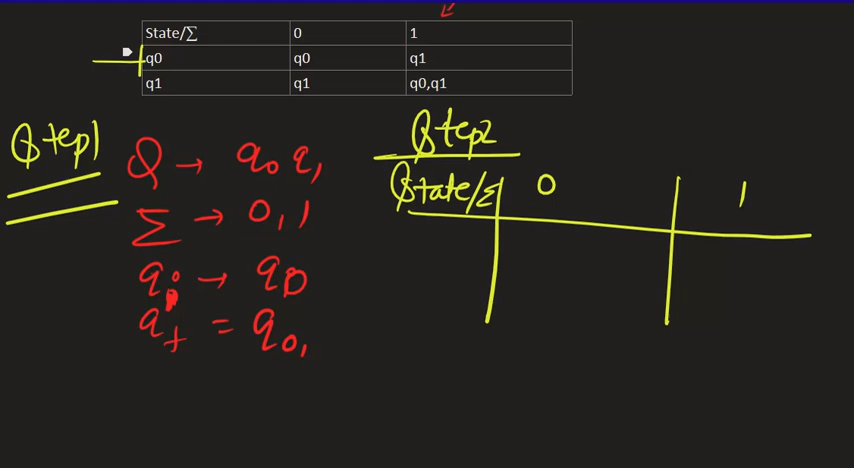 State/∑ 0 1
q0 q0 q1
q1 q1 q0,q1
Step1
Q → q0 q1
Σ → 0, 1
qi → q0
qf = q0,
Step2
State/Σ 0 1